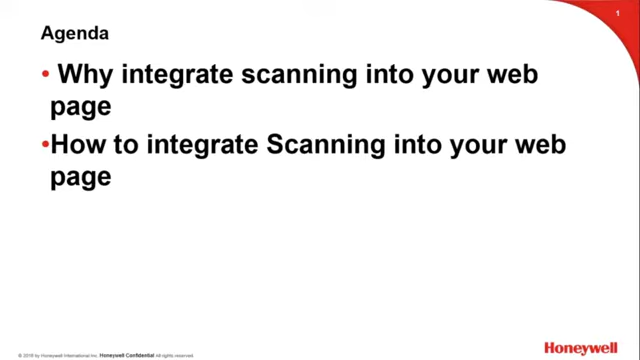 1
Agenda
• Why integrate scanning into your web
page
•How to integrate Scanning into your web
page
© 2016 by Honeywell International Inc. Honeywell Confidential All rights reserved.
Honeywell